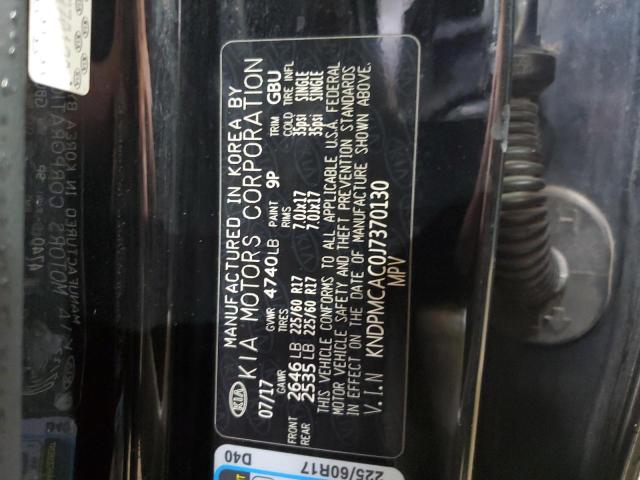 KIA
MANUFACTURED IN KOREA BY
KIA MOTORS CORPORATION
07/17 GVWR 4740LB PAINT 9P TRIM GBU
GAWR TIRES RIMS COLD TIRE INFL
FRONT 2646LB 225/60 R17 7.0JX17 35psi SINGLE
REAR 2535LB 225/60 R17 7.0JX17 35psi SINGLE
THIS VEHICLE CONFORMS TO ALL APPLICABLE U.S.A. FEDERAL
MOTOR VEHICLE SAFETY AND THEFT PREVENTION STANDARDS
IN EFFECT ON THE DATE OF MANUFACTURE SHOWN ABOVE.
V.I.N KNDPMCAC0J7370130
MPV
D40
225/60R17